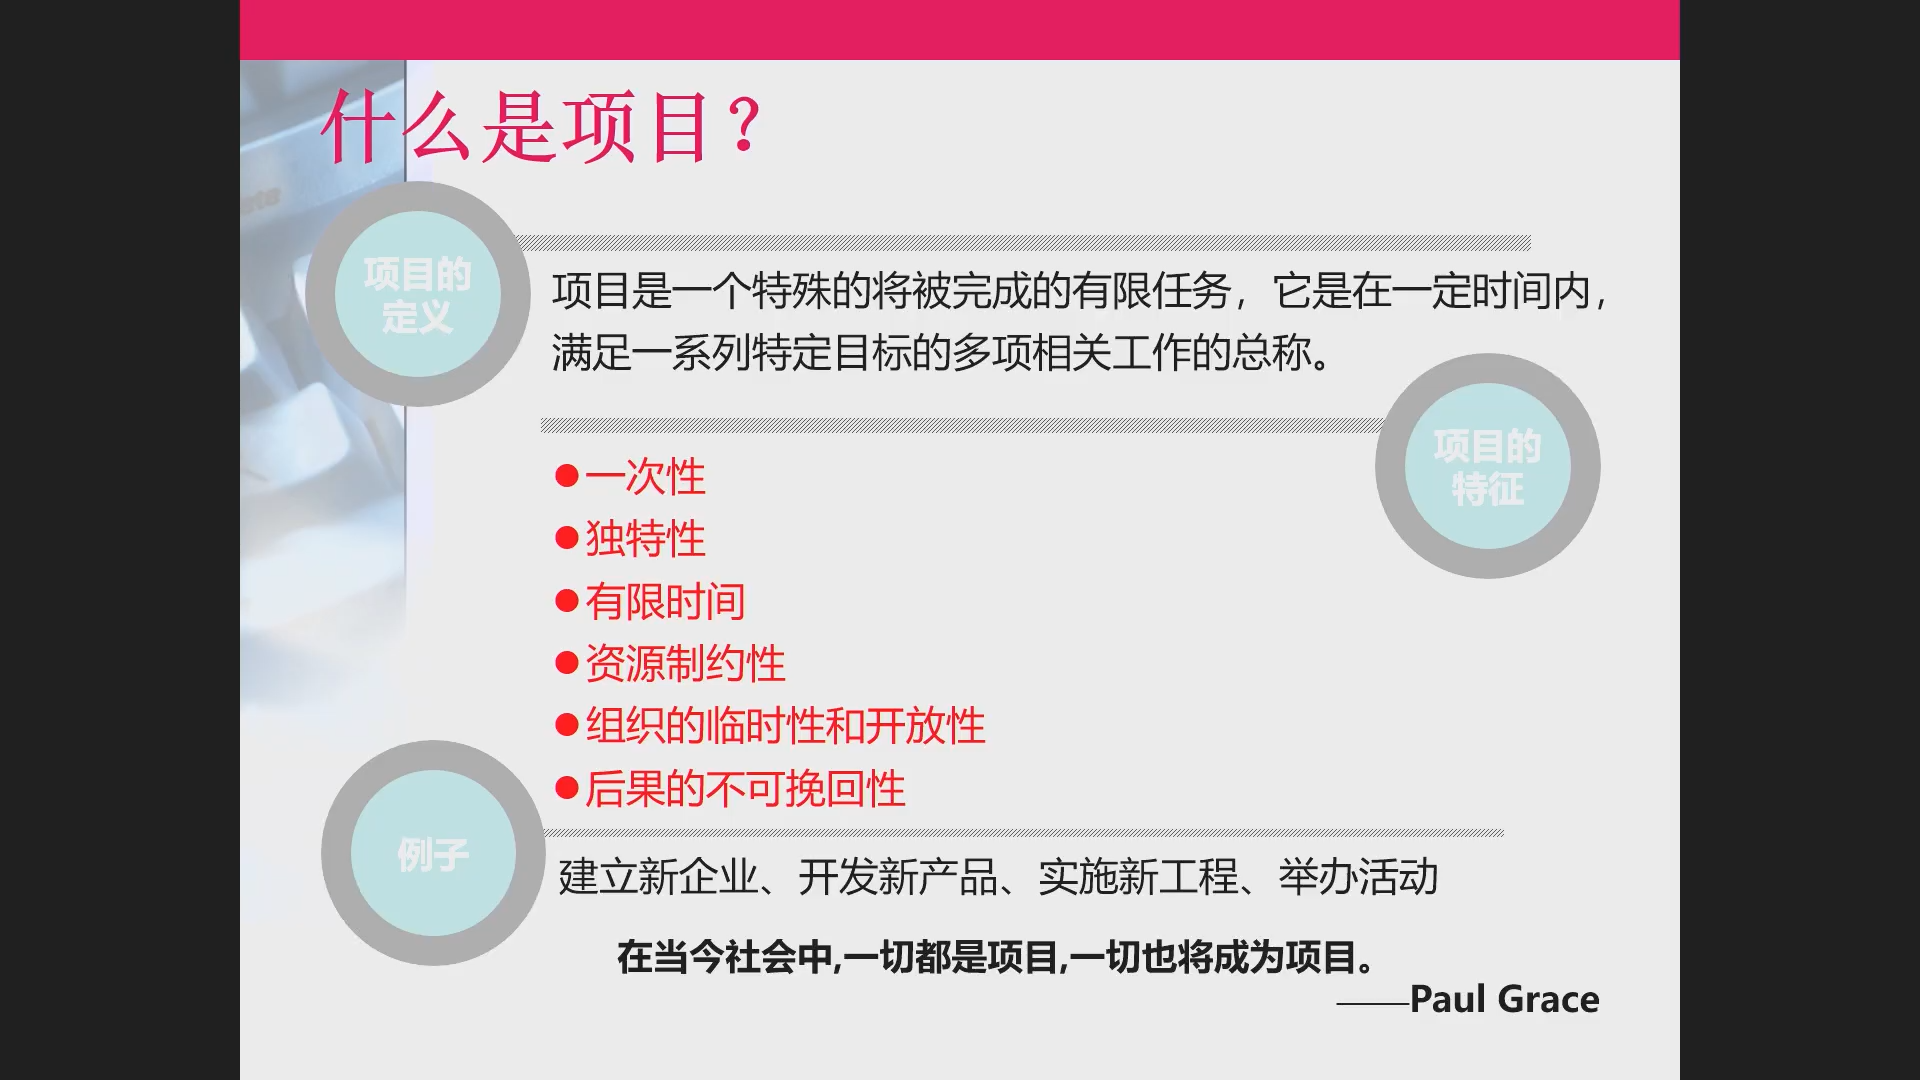 什么是项目？
项目的
定义
项目是一个特殊的将被完成的有限任务，它是在一定时间内，
满足一系列特定目标的多项相关工作的总称。
项目的
特征
●一次性
●独特性
●有限时间
●资源制约性
●组织的临时性和开放性
●后果的不可挽回性
例子
建立新企业、开发新产品、实施新工程、举办活动
在当今社会中,一切都是项目,一切也将成为项目。
——Paul Grace